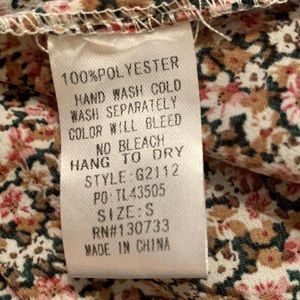 100%POLYESTER
HAND WASH COLD
WASH SEPARATELY
COLOR WILL BLEED
NO BLEACH
HANG TO DRY
STYLE:G2112
PO:TL43505
SIZE:S
RN#130733
MADE IN CHINA